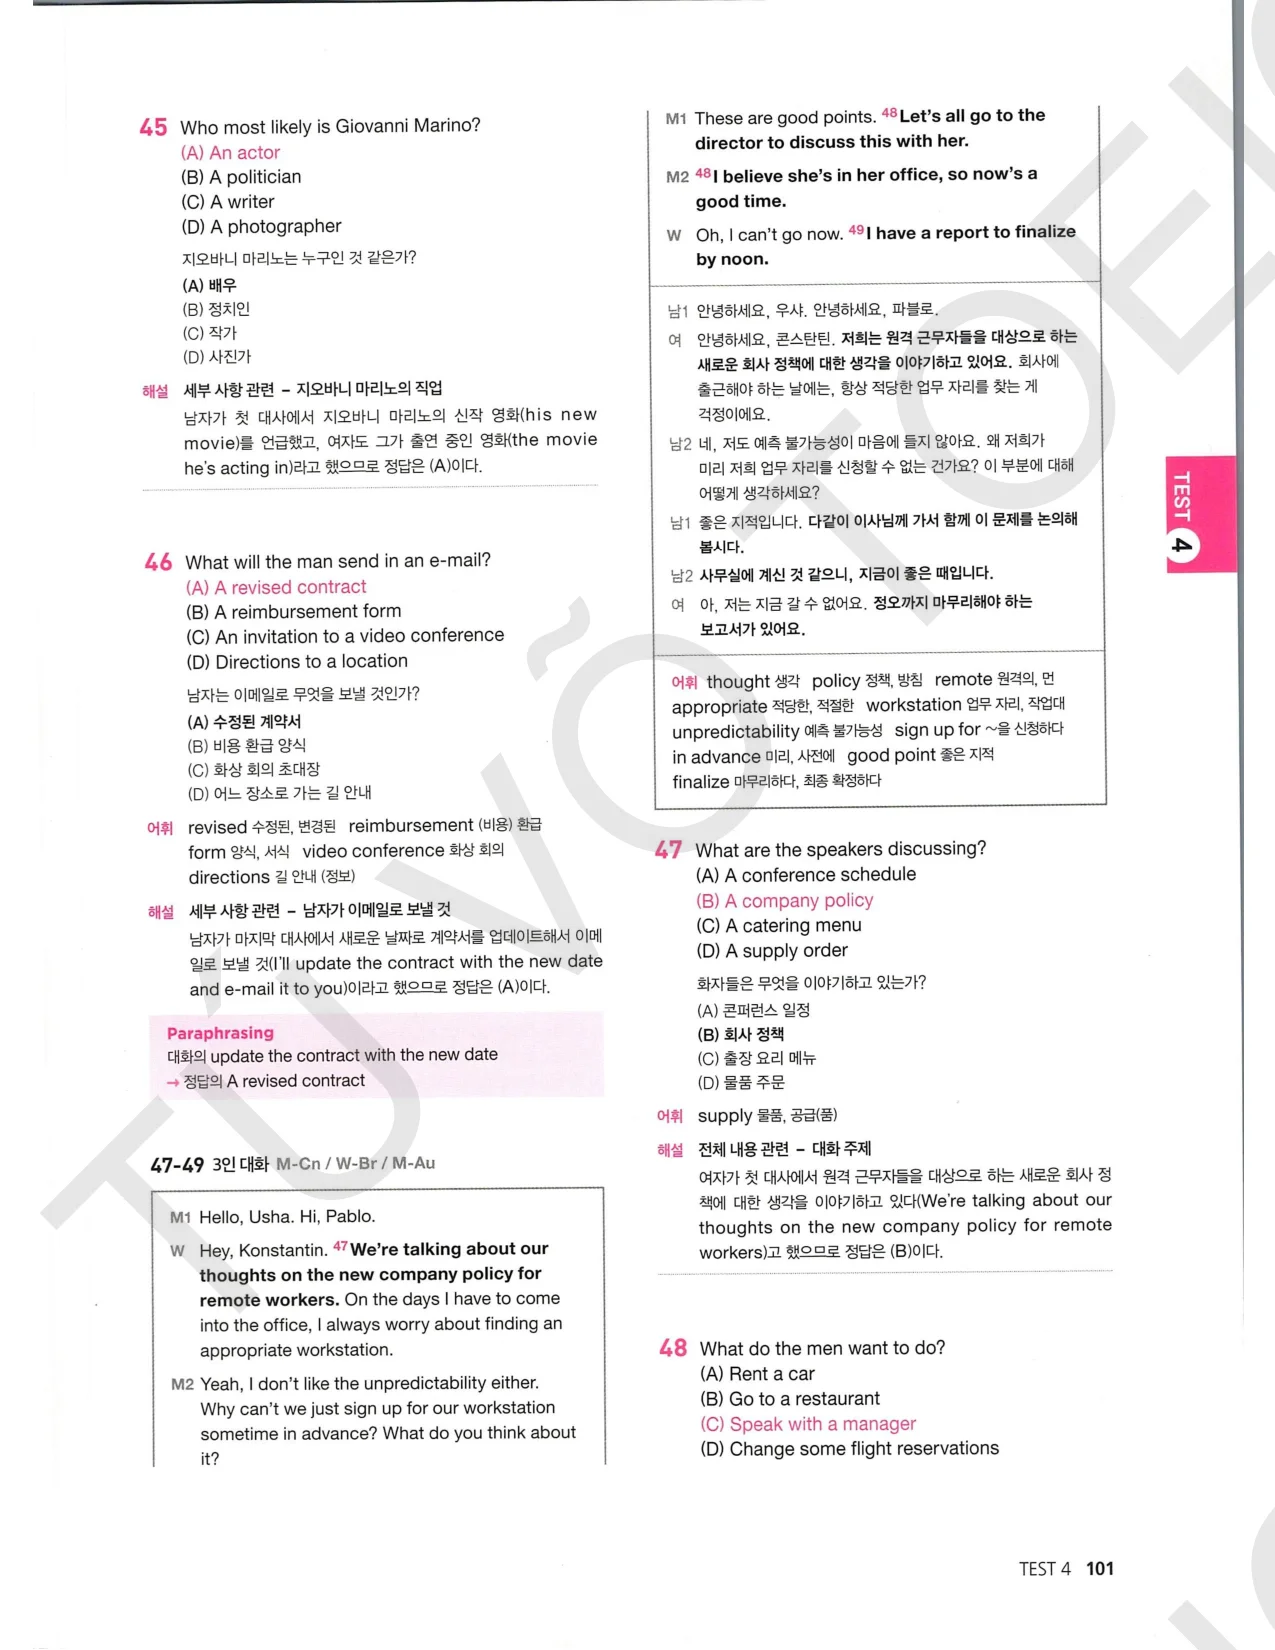 45 Who most likely is Giovanni Marino?
(A) An actor
(B) A politician
(C) A writer
(D) A photographer
지오바니 마리노는 누구인 것 같은가?
(A) 배우
(B) 정치인
(C) 작가
(D) 사진가
해설 세부 사항 관련 – 지오바니 마리노의 직업
남자가 첫 대사에서 지오바니 마리노의 신작 영화(his new
movie)를 언급했고, 여자도 그가 출연 중인 영화(the movie
he's acting in)라고 했으므로 정답은 (A)이다.
46 What will the man send in an e-mail?
(A) A revised contract
(B) A reimbursement form
(C) An invitation to a video conference
(D) Directions to a location
남자는 이메일로 무엇을 보낼 것인가?
(A) 수정된 계약서
(B) 비용 환급 양식
(C) 화상 회의 초대장
(D) 어느 장소로 가는 길 안내
어휘 revised 수정된, 변경된 reimbursement (비용) 환급
form 양식, 서식 video conference 화상 회의
directions 길 안내 (정보)
해설 세부 사항 관련 – 남자가 이메일로 보낼 것
남자가 마지막 대사에서 새로운 날짜로 계약서를 업데이트해서 이메
일로 보낼 것(I'll update the contract with the new date
and e-mail it to you)이라고 했으므로 정답은 (A)이다.
Paraphrasing
대화의 update the contract with the new date
→ 정답의 A revised contract
47-49 3인 대화 M-Cn / W-Br / M-Au
M1 Hello, Usha. Hi, Pablo.
W Hey, Konstantin. 47 We're talking about our
thoughts on the new company policy for
remote workers. On the days I have to come
into the office, I always worry about finding an
appropriate workstation.
M2 Yeah, I don't like the unpredictability either.
Why can't we just sign up for our workstation
sometime in advance? What do you think about
it?
M1 These are good points. 48 Let's all go to the
director to discuss this with her.
M2 48 I believe she's in her office, so now's a
good time.
W Oh, I can't go now. 49 I have a report to finalize
by noon.
남1 안녕하세요, 우샤. 안녕하세요, 파블로.
여 안녕하세요, 콘스탄틴. 저희는 원격 근무자들을 대상으로 하는
새로운 회사 정책에 대한 생각을 이야기하고 있어요. 회사에
출근해야 하는 날에는, 항상 적당한 업무 자리를 찾는 게
걱정이에요.
남2 네, 저도 예측 불가능성이 마음에 들지 않아요. 왜 저희가
미리 저희 업무 자리를 신청할 수 없는 건가요? 이 부분에 대해
어떻게 생각하세요?
남1 좋은 지적입니다. 다같이 이사님께 가서 함께 이 문제를 논의해
봅시다.
남2 사무실에 계신 것 같으니, 지금이 좋은 때입니다.
여 아, 저는 지금 갈 수 없어요. 정오까지 마무리해야 하는
보고서가 있어요.
어휘 thought 생각 policy 정책, 방침 remote 원격의, 먼
appropriate 적당한, 적절한 workstation 업무 자리, 작업대
unpredictability 예측 불가능성 sign up for ~을 신청하다
in advance 미리, 사전에 good point 좋은 지적
finalize 마무리하다, 최종 확정하다
47 What are the speakers discussing?
(A) A conference schedule
(B) A company policy
(C) A catering menu
(D) A supply order
화자들은 무엇을 이야기하고 있는가?
(A) 콘퍼런스 일정
(B) 회사 정책
(C) 출장 요리 메뉴
(D) 물품 주문
어휘 supply 물품, 공급(품)
해설 전체 내용 관련 – 대화 주제
여자가 첫 대사에서 원격 근무자들을 대상으로 하는 새로운 회사 정
책에 대한 생각을 이야기하고 있다(We're talking about our
thoughts on the new company policy for remote
workers)고 했으므로 정답은 (B)이다.
48 What do the men want to do?
(A) Rent a car
(B) Go to a restaurant
(C) Speak with a manager
(D) Change some flight reservations
TEST 4
TEST 4 101
TÚ VÕ TOEIC